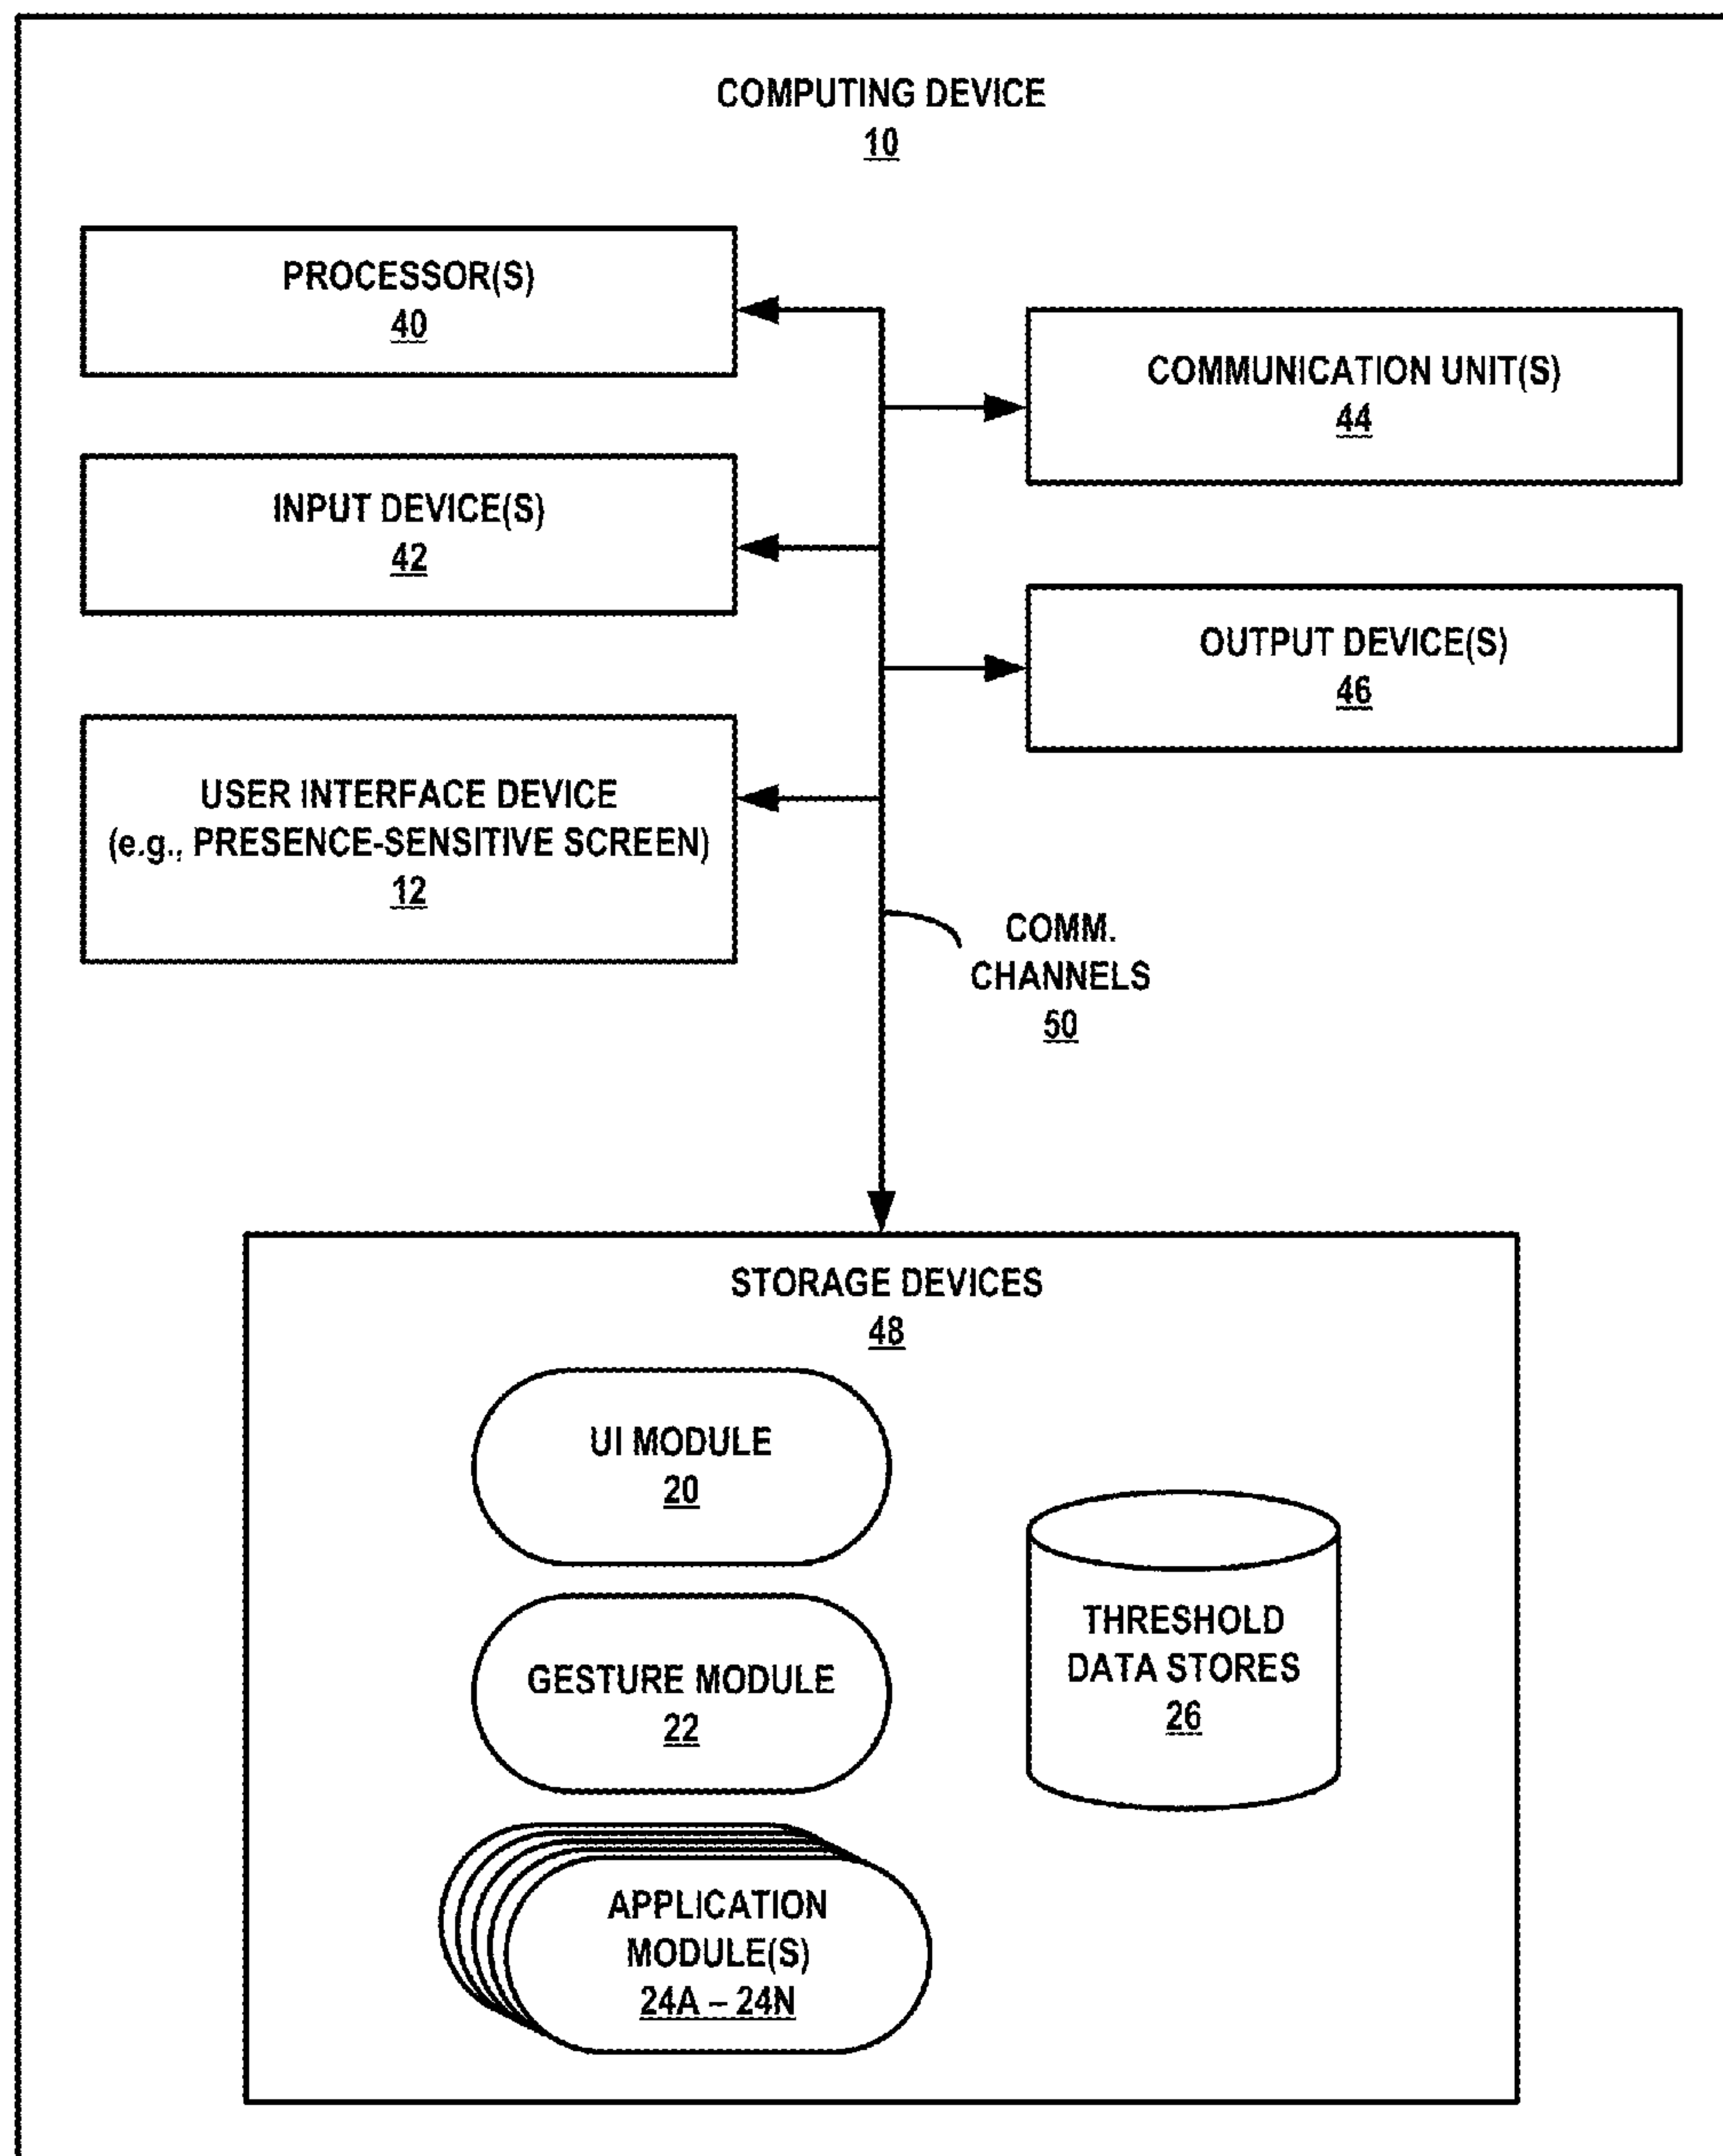 COMPUTING DEVICE
10
PROCESSOR(S)
40
COMMUNICATION UNIT(S)
44
INPUT DEVICE(S)
42
OUTPUT DEVICE(S)
46
USER INTERFACE DEVICE
(e.g., PRESENCE-SENSITIVE SCREEN)
12
COMM.
CHANNELS
50
STORAGE DEVICES
48
UI MODULE
20
GESTURE MODULE
22
THRESHOLD
DATA STORES
26
APPLICATION
MODULE(S)
24A – 24N